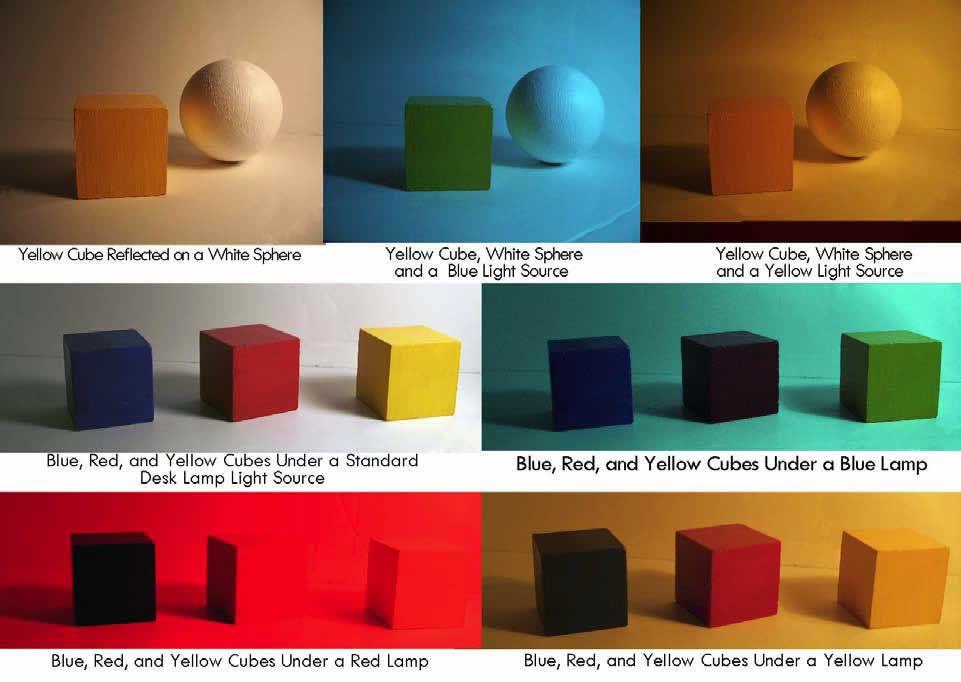 Yellow Cube Reflected on a White Sphere
Yellow Cube, White Sphere
and a Blue Light Source
Yellow Cube, White Sphere
and a Yellow Light Source
Blue, Red, and Yellow Cubes Under a Standard
Desk Lamp Light Source
Blue, Red, and Yellow Cubes Under a Blue Lamp
Blue, Red, and Yellow Cubes Under a Red Lamp
Blue, Red, and Yellow Cubes Under a Yellow Lamp